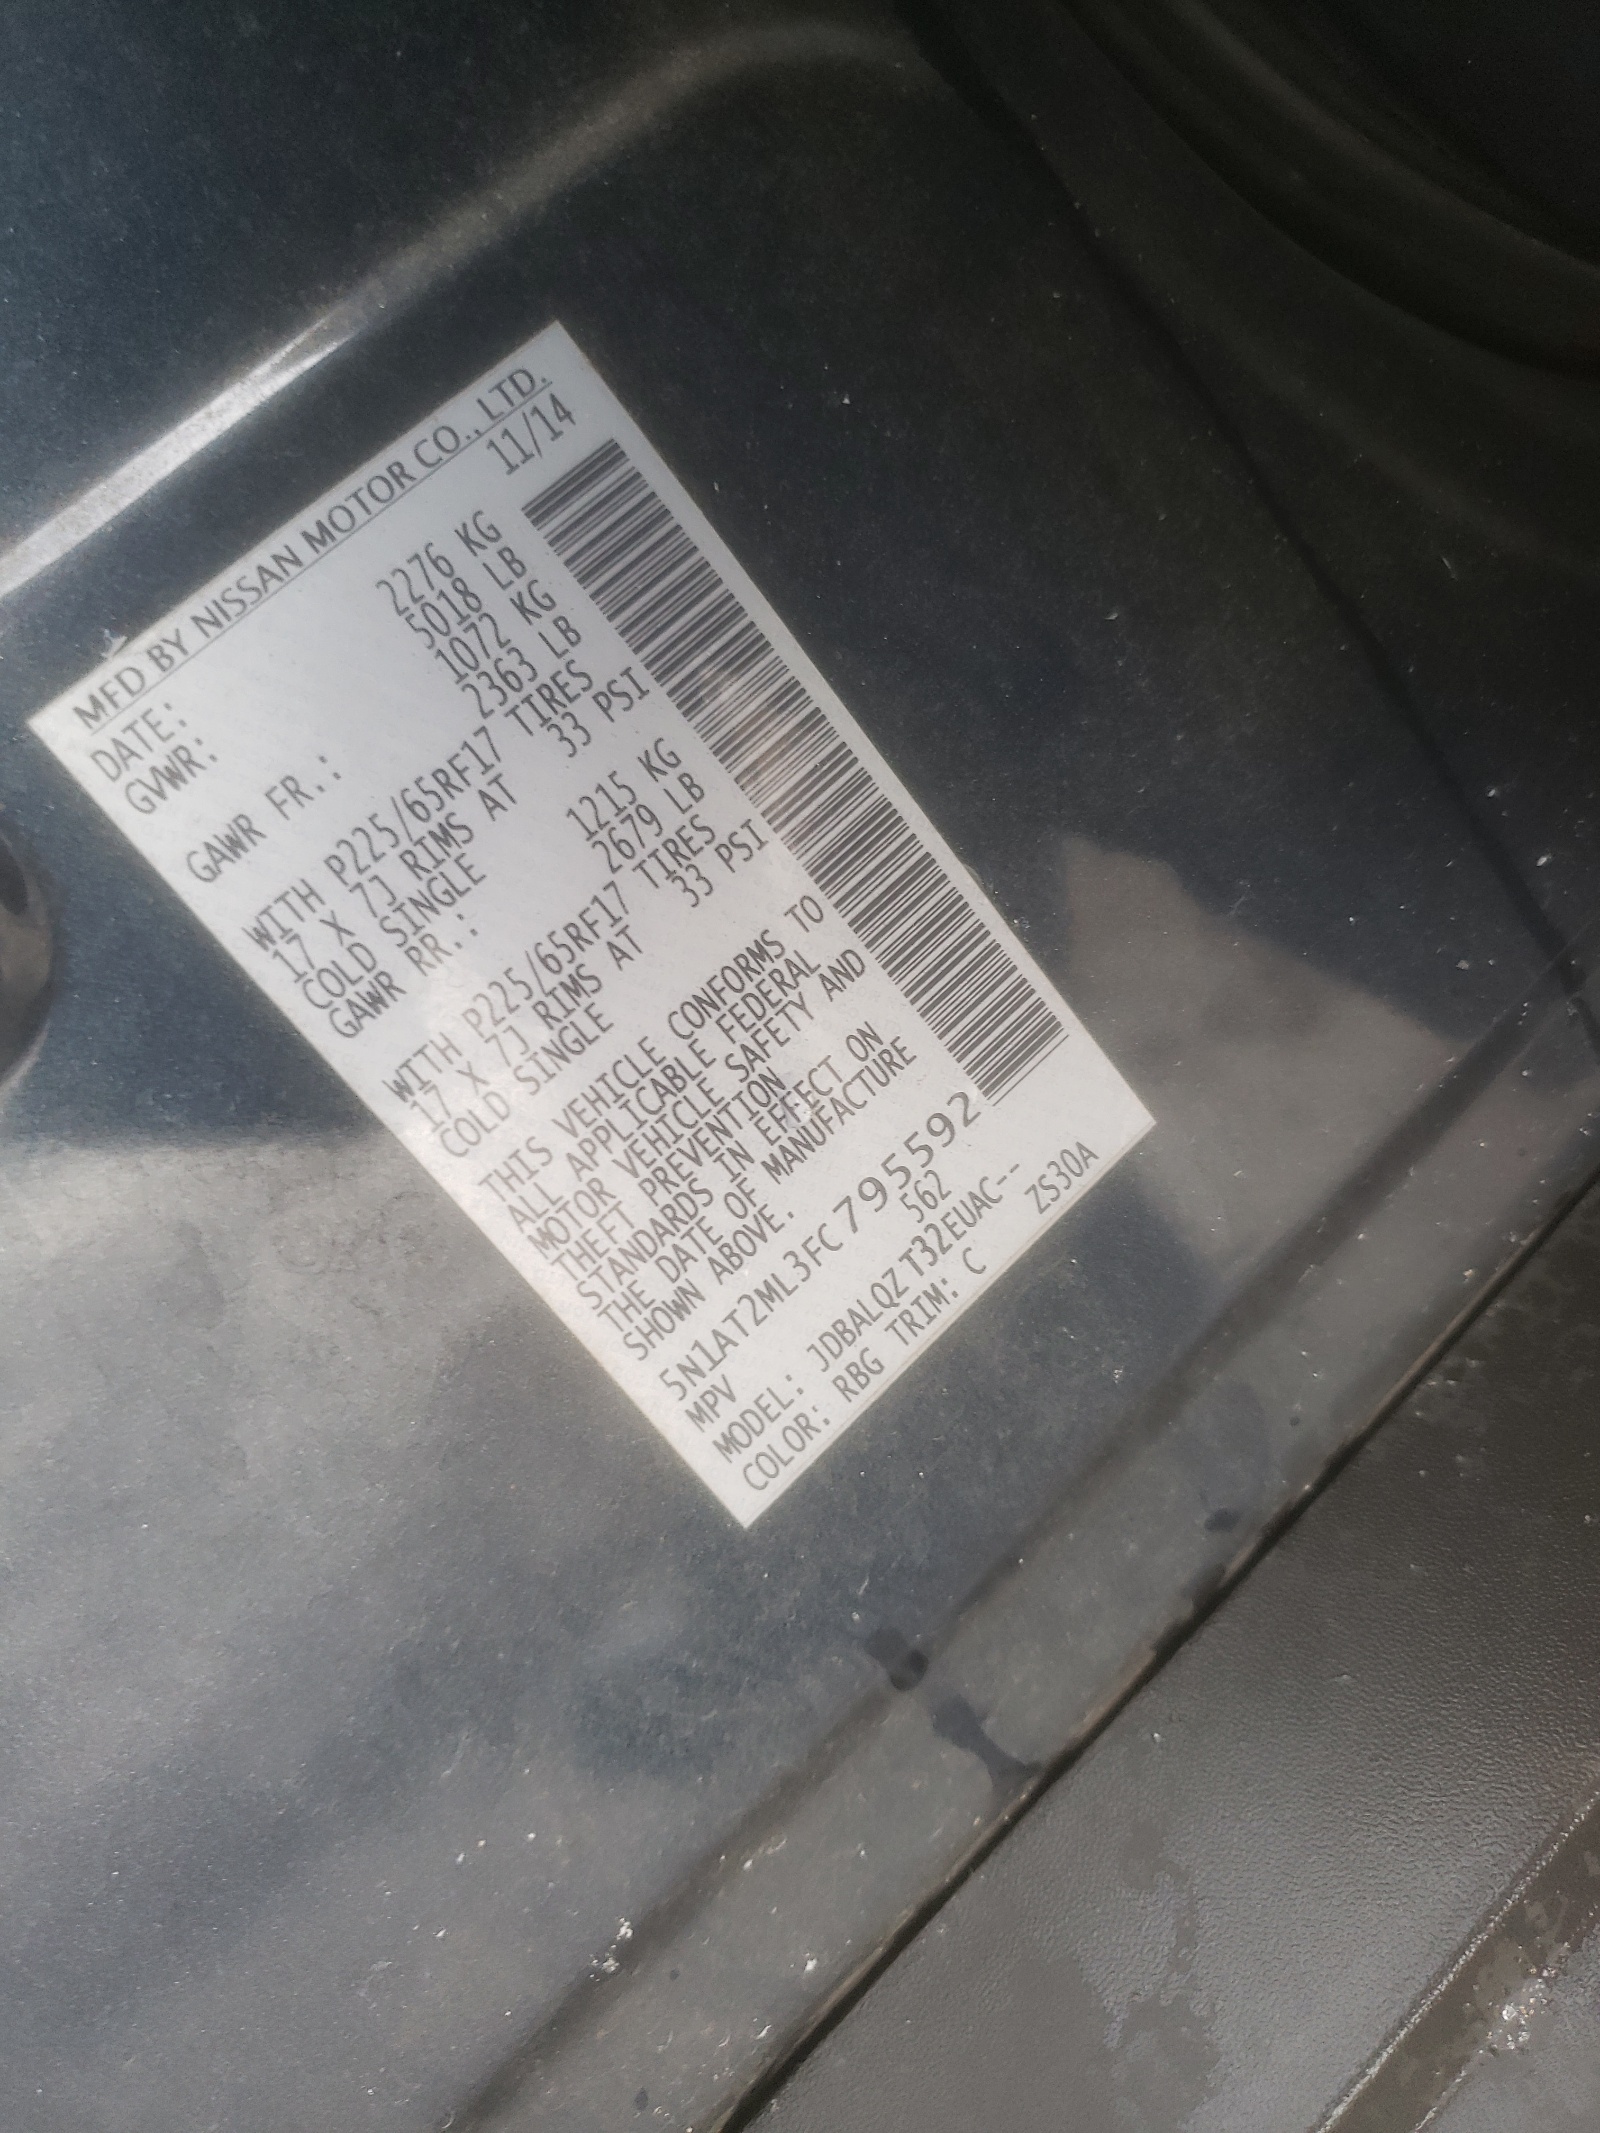 MFD BY NISSAN MOTOR CO., LTD.
DATE: 11/14
GVWR: 2276 KG
5018 LB
GAWR FR.: 1072 KG
2363 LB
WITH P225/65RF17 TIRES
17 X 7J RIMS AT
COLD SINGLE 33 PSI
GAWR RR.: 1215 KG
2679 LB
WITH P225/65RF17 TIRES
17 X 7J RIMS AT
COLD SINGLE 33 PSI
THIS VEHICLE CONFORMS TO
ALL APPLICABLE FEDERAL
MOTOR VEHICLE SAFETY AND
THEFT PREVENTION
STANDARDS IN EFFECT ON
THE DATE OF MANUFACTURE
SHOWN ABOVE.
5N1AT2ML3FC795592
MPV 562
MODEL: JDBALQZ T32EUAC--
COLOR: RBG TRIM: C ZS30A